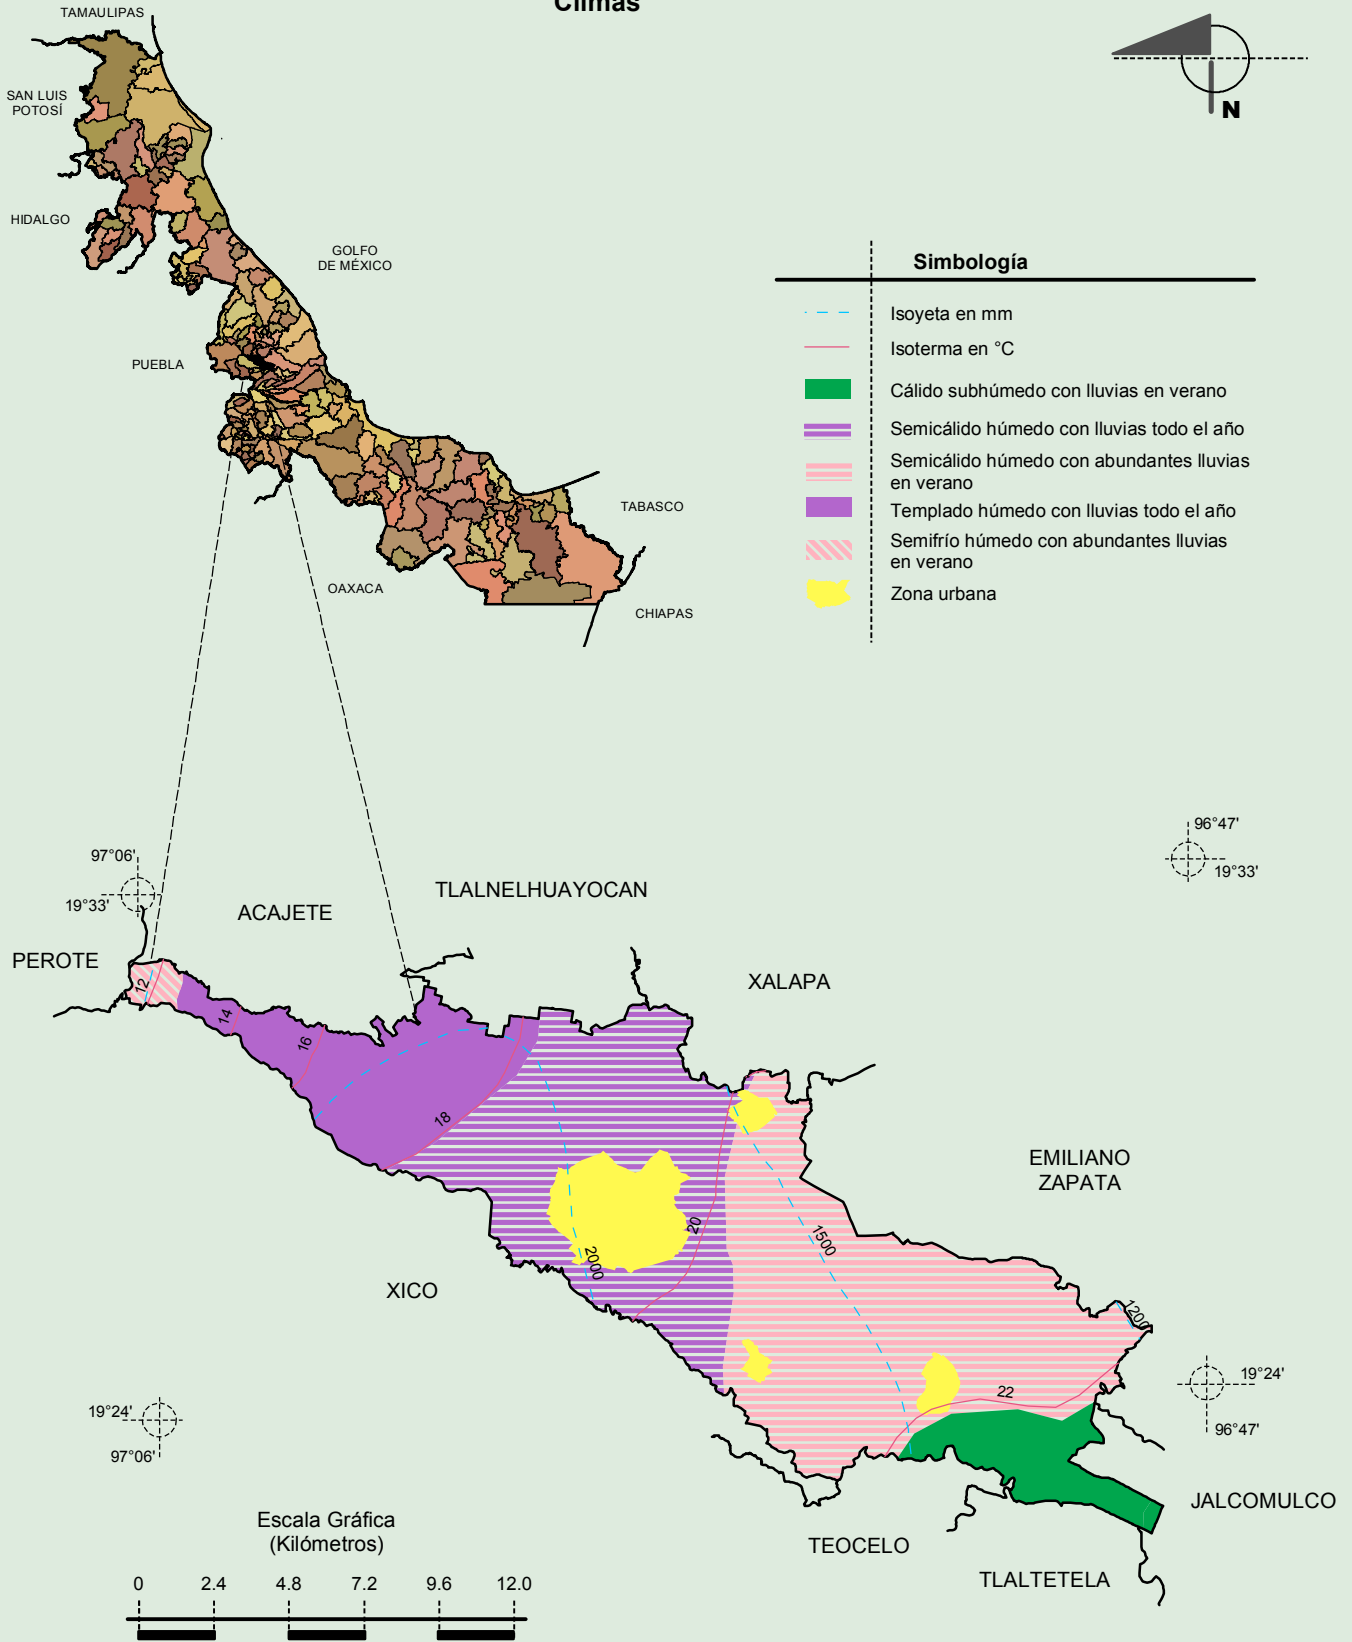 Climas
TAMAULIPAS
SAN LUIS
POTOSÍ
HIDALGO
GOLFO
DE MÉXICO
PUEBLA
OAXACA
TABASCO
CHIAPAS
N
Simbología
Isoyeta en mm
Isoterma en °C
Cálido subhúmedo con lluvias en verano
Semicálido húmedo con lluvias todo el año
Semicálido húmedo con abundantes lluvias
en verano
Templado húmedo con lluvias todo el año
Semifrío húmedo con abundantes lluvias
en verano
Zona urbana
97°06'
19°33'
96°47'
19°33'
PEROTE
ACAJETE
TLALNELHUAYOCAN
XALAPA
EMILIANO
ZAPATA
XICO
12
14
16
18
20
2000
1500
1200
22
19°24'
97°06'
19°24'
96°47'
JALCOMULCO
TEOCELO
TLALTETELA
Escala Gráfica
(Kilómetros)
0 2.4 4.8 7.2 9.6 12.0